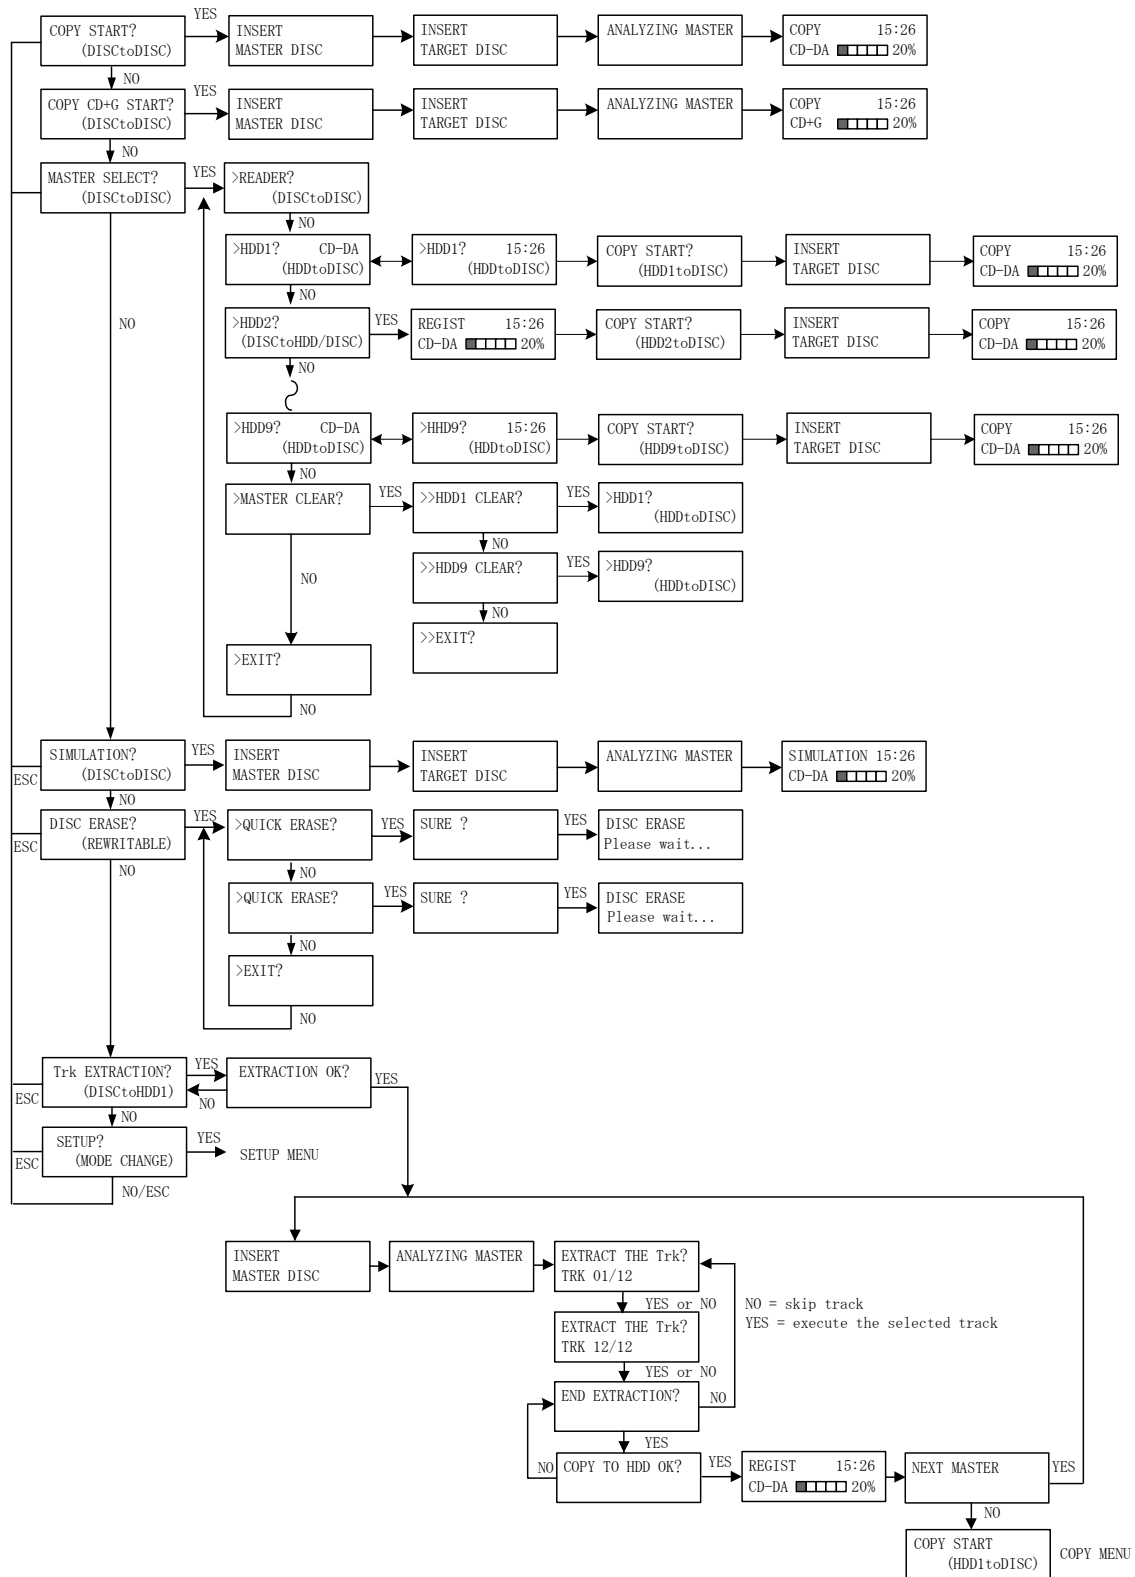 YES
COPY START?
(DISCtoDISC)
INSERT
MASTER DISC
INSERT
TARGET DISC
ANALYZING MASTER
COPY 15:26
CD-DA 20%
NO
COPY CD+G START?
(DISCtoDISC)
YES
INSERT
MASTER DISC
INSERT
TARGET DISC
ANALYZING MASTER
COPY 15:26
CD+G 20%
NO
MASTER SELECT?
(DISCtoDISC)
YES
>READER?
(DISCtoDISC)
NO
>HDD1? CD-DA
(HDDtoDISC)
>HDD1? 15:26
(HDDtoDISC)
COPY START?
(HDD1toDISC)
INSERT
TARGET DISC
COPY 15:26
CD-DA 20%
NO
NO
>HDD2?
(DISCtoHDD/DISC)
YES
REGIST 15:26
CD-DA 20%
COPY START?
(HDD2toDISC)
INSERT
TARGET DISC
COPY 15:26
CD-DA 20%
NO
>HDD9? CD-DA
(HDDtoDISC)
>HHD9? 15:26
(HDDtoDISC)
COPY START?
(HDD9toDISC)
INSERT
TARGET DISC
COPY 15:26
CD-DA 20%
NO
>MASTER CLEAR?
YES
>>HDD1 CLEAR?
YES
>HDD1?
(HDDtoDISC)
NO
>>HDD9 CLEAR?
YES
>HDD9?
(HDDtoDISC)
NO
NO
>>EXIT?
>EXIT?
NO
SIMULATION?
(DISCtoDISC)
ESC
YES
INSERT
MASTER DISC
INSERT
TARGET DISC
ANALYZING MASTER
SIMULATION 15:26
CD-DA 20%
NO
DISC ERASE?
(REWRITABLE)
ESC
YES
>QUICK ERASE?
YES
SURE ?
YES
DISC ERASE
Please wait...
NO
NO
>QUICK ERASE?
YES
SURE ?
YES
DISC ERASE
Please wait...
NO
>EXIT?
NO
Trk EXTRACTION?
(DISCtoHDD1)
ESC
YES
NO
EXTRACTION OK?
YES
NO
SETUP?
(MODE CHANGE)
ESC
YES
SETUP MENU
NO/ESC
INSERT
MASTER DISC
ANALYZING MASTER
EXTRACT THE Trk?
TRK 01/12
YES or NO
NO = skip track
YES = execute the selected track
EXTRACT THE Trk?
TRK 12/12
YES or NO
END EXTRACTION?
NO
YES
NO
COPY TO HDD OK?
YES
REGIST 15:26
CD-DA 20%
NEXT MASTER
YES
NO
COPY START
(HDD1toDISC)
COPY MENU